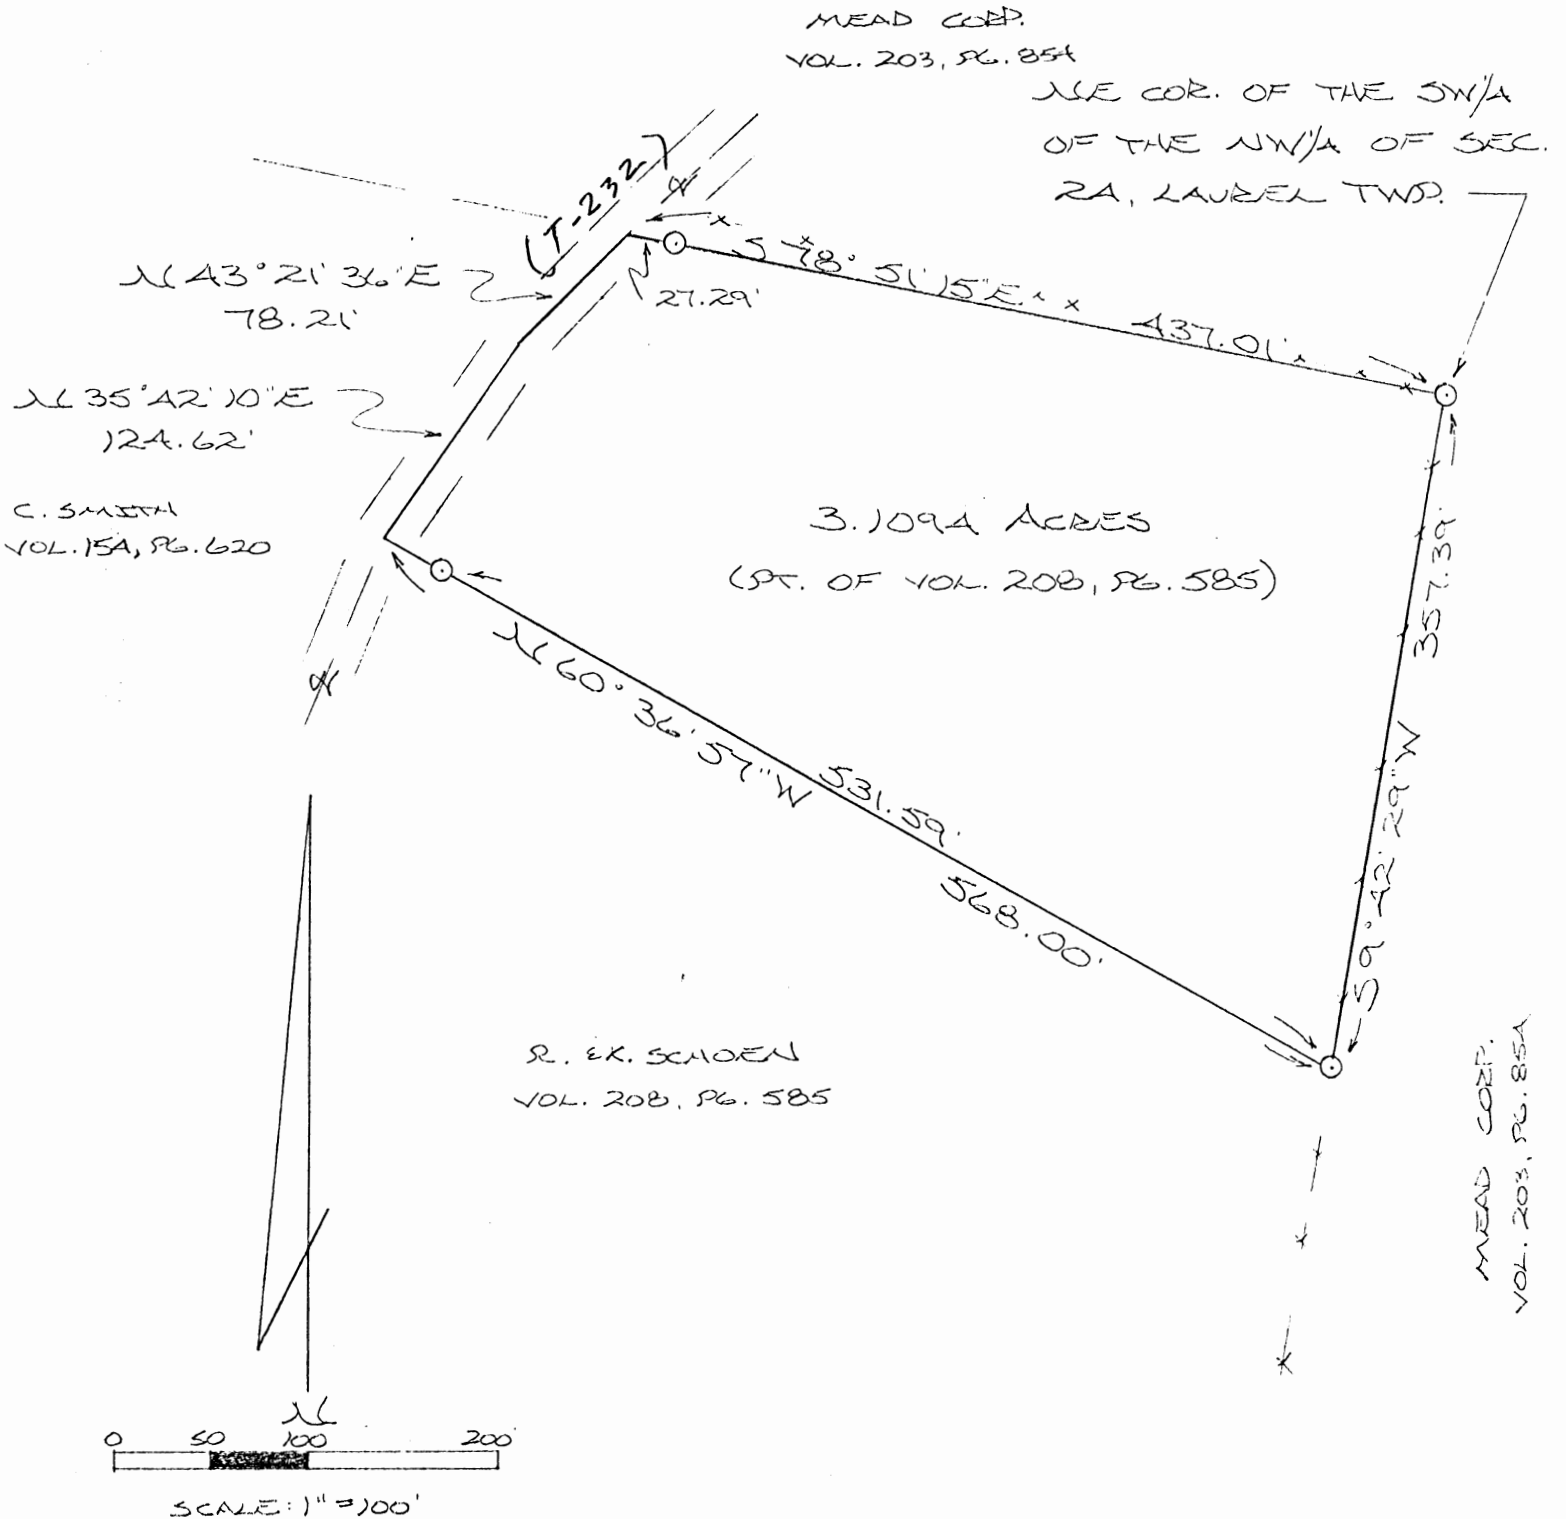 MEAD CORP.
VOL. 203, PG. 854
NE COR. OF THE SW1/4
OF THE NW1/4 OF SEC.
24, LAUREL TWP.
(T-232)
N 43° 21' 36" E
78.21'
27.29'
S 78° 51' 15" E
437.01'
N 35° 42' 10" E
124.62'
C. SMITH
VOL. 154, PG. 620
3.1094 ACRES
(PT. OF VOL. 208, PG. 585)
357.39'
S 9° 42' 29" W
N 60° 36' 57" W
531.59'
568.00'
R. & K. SCHOEN
VOL. 208, PG. 585
MEAD CORP.
VOL. 203, PG. 854
N
0 50 100 200'
SCALE: 1" = 100'